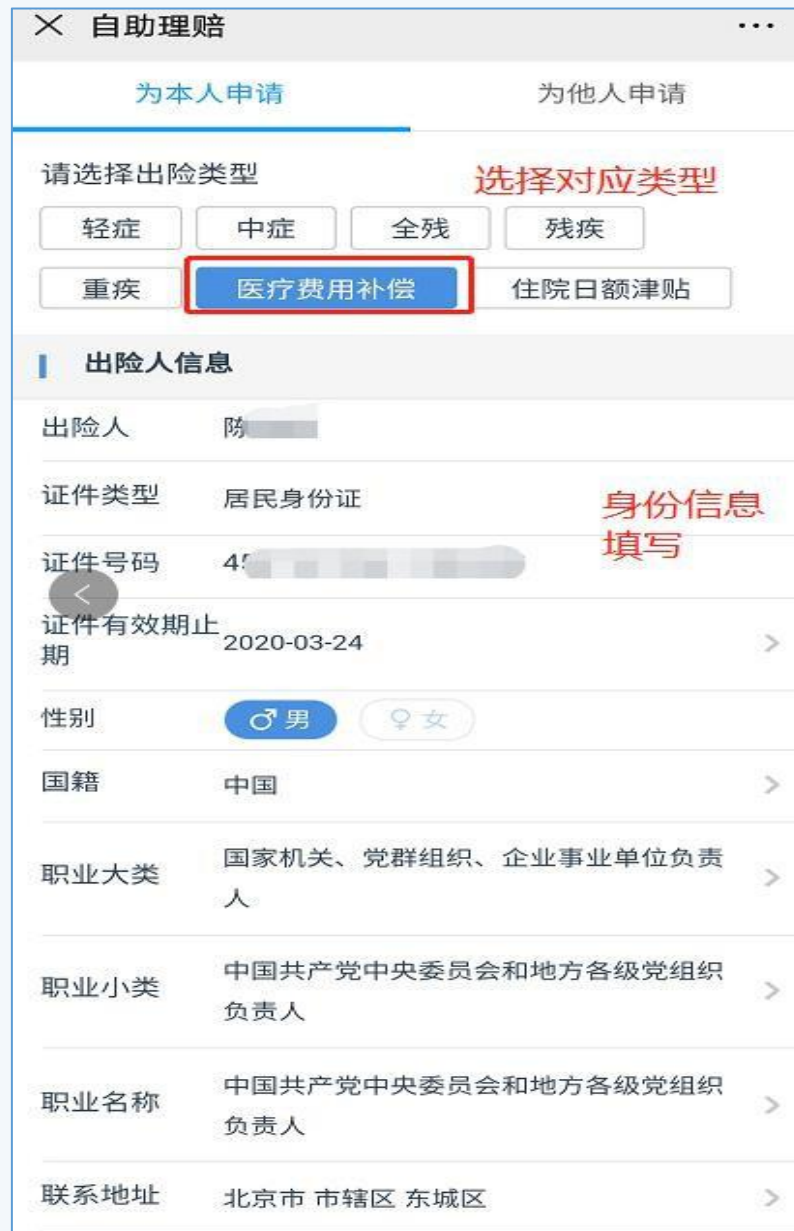 自助理赔 ...
为本人申请 为他人申请
请选择出险类型
选择对应类型
轻症 中症 全残 残疾
重疾 医疗费用补偿 住院日额津贴
出险人信息
出险人 陈
证件类型 居民身份证
身份信息
填写
证件号码 4
证件有效期止
期
2020-03-24
性别 男 女
国籍 中国
职业大类
国家机关、党群组织、企业事业单位负责
人
职业小类
中国共产党中央委员会和地方各级党组织
负责人
职业名称
中国共产党中央委员会和地方各级党组织
负责人
联系地址 北京市 市辖区 东城区